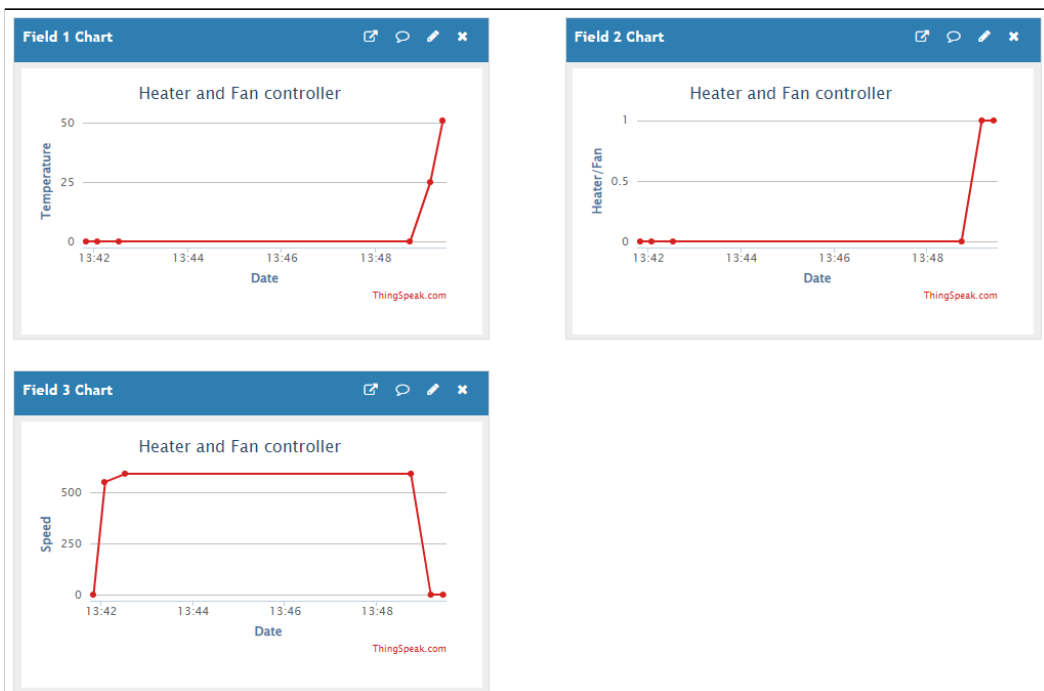 Field 1 Chart
Heater and Fan controller
Temperature
50
25
0
13:42 13:44 13:46 13:48
Date
ThingSpeak.com
Field 2 Chart
Heater and Fan controller
Heater/Fan
1
0.5
0
13:42 13:44 13:46 13:48
Date
ThingSpeak.com
Field 3 Chart
Heater and Fan controller
Speed
500
250
0
13:42 13:44 13:46 13:48
Date
ThingSpeak.com